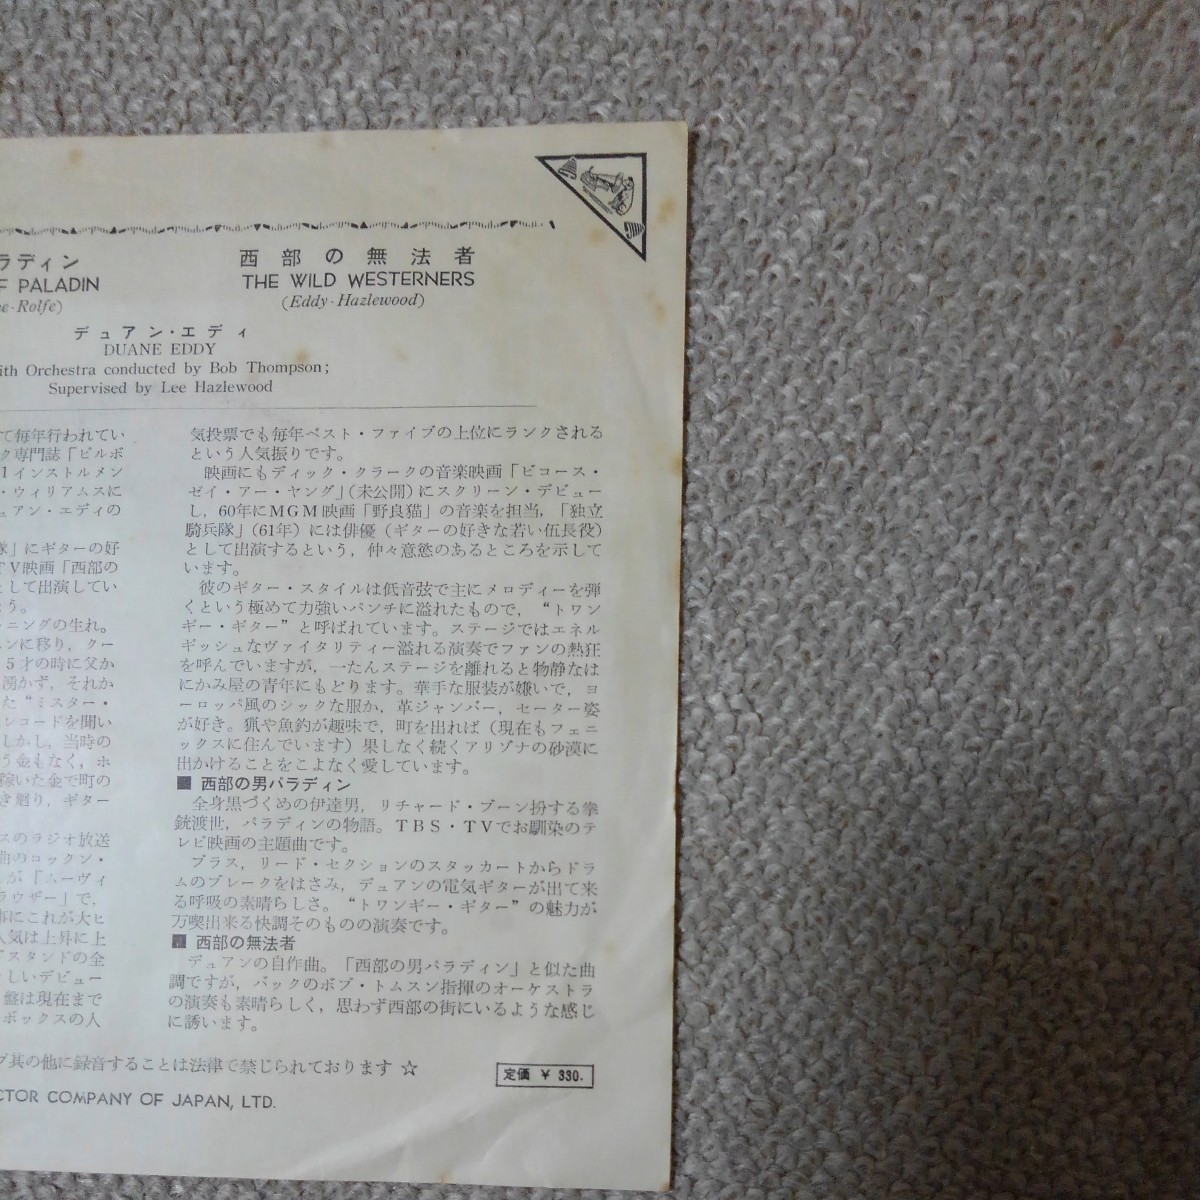 ラディン
F PALADIN
ne-Rolfe)
西部の無法者
THE WILD WESTERNERS
(Eddy-Hazlewood)
デュアン・エディ
DUANE EDDY
ith Orchestra conducted by Bob Thompson;
Supervised by Lee Hazlewood
て毎年行われてい
ク専門誌「ビルボ
1インストルメン
・ウィリアムスに
ュアン・エディの
隊」にギターの好
TV映画「西部の
として出演してい
う。
ーニングの生れ。
ンに移り，クー
5才の時に父か
湧かず，それか
た“ミスター・
レコードを聞い
しかし，当時の
う金もなく，ホ
稼いた金で町の
き廻り，ギター
スのラジオ放送
曲のロックン・
が「ムーヴィ
ラウザー」で，
事にこれが大ヒ
人気は上昇に上
「スタンドの全
しいデビュー
盤は現在まで
ボックスの人
気投票でも毎年ベスト・ファイブの上位にランクされる
という人気振りです。
映画にもディック・クラークの音楽映画「ビコース・
ゼイ・アー・ヤング」(未公開)にスクリーン・デビュー
し，60年にMGM映画「野良猫」の音楽を担当，「独立
騎兵隊」(61年)には俳優(ギターの好きな若い伍長役)
として出演するという，仲々意慾のあるところを示して
います。
彼のギター・スタイルは低音弦で主にメロディーを弾
くという極めて力強いパンチに溢れたもので，“トワン
ギー・ギター”と呼ばれています。ステージではエネル
ギッシュなヴァイタリティー溢れる演奏でファンの熱狂
を呼んでいますが，一たんステージを離れると物静なは
にかみ屋の青年にもどります。華手な服装が嫌いで，ヨ
ーロッパ風のシックな服か，革ジャンバー，セーター姿
が好き。猟や魚釣が趣味で，町を出れば(現在もフェニ
ックスに住んでいます)果しなく続くアリゾナの砂漠に
出かけることをこよなく愛しています。
■ 西部の男パラディン
全身黒づくめの伊達男，リチャード・ブーン扮する拳
銃渡世，パラディンの物語。TBS・TVでお馴染のテ
レビ映画の主題曲です。
ブラス，リード・セクションのスタッカートからドラ
ムのブレークをはさみ，デュアンの電気ギターが出て来
る呼吸の素晴らしさ。“トワンギー・ギター”の魅力が
万喫出来る快調そのものの演奏です。
■ 西部の無法者
デュアンの自作曲。「西部の男パラディン」と似た曲
調ですが，バックのボブ・トムスン指揮のオーケストラ
の演奏も素晴らしく，思わず西部の街にいるような感じ
に誘います。
プ其の他に録音することは法律で禁じられております ☆
定価 ¥ 330.
CTOR COMPANY OF JAPAN, LTD.